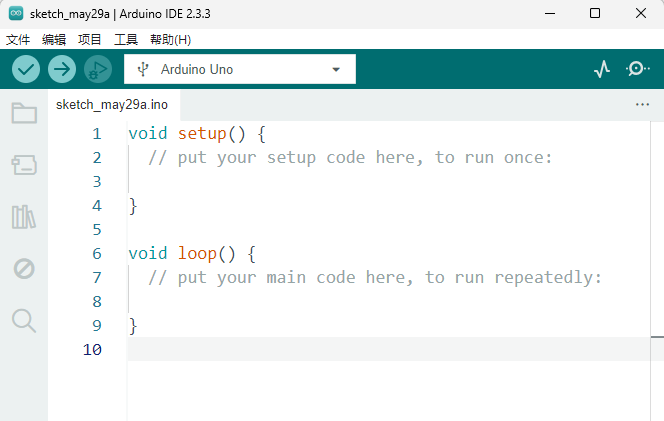 sketch_may29a | Arduino IDE 2.3.3
文件 编辑 项目 工具 帮助(H)
Arduino Uno
sketch_may29a.ino
1 void setup() {
2 // put your setup code here, to run once:
3
4 }
5
6 void loop() {
7 // put your main code here, to run repeatedly:
8
9 }
10